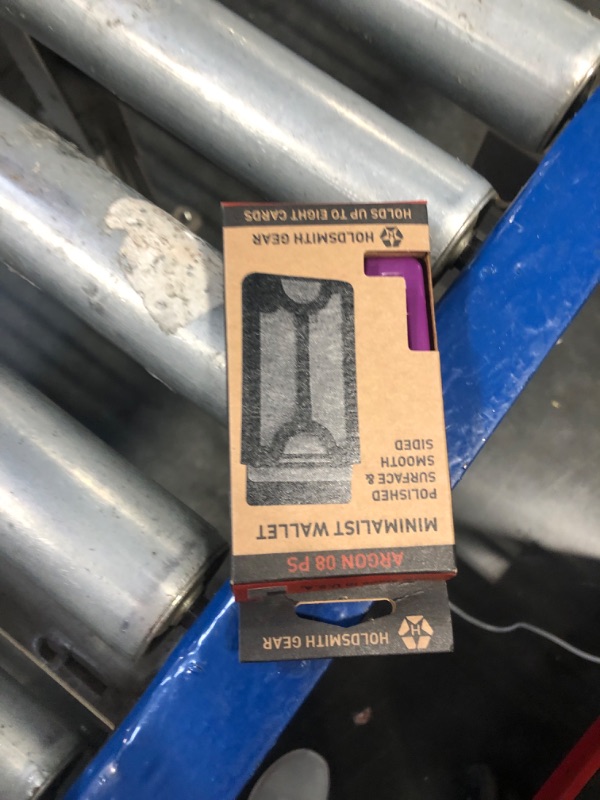 HOLDSMITH GEAR
ARGON 08 PS
MINIMALIST WALLET
POLISHED
SURFACE &
SMOOTH
SIDED
HOLDSMITH GEAR
HOLDS UP TO EIGHT CARDS